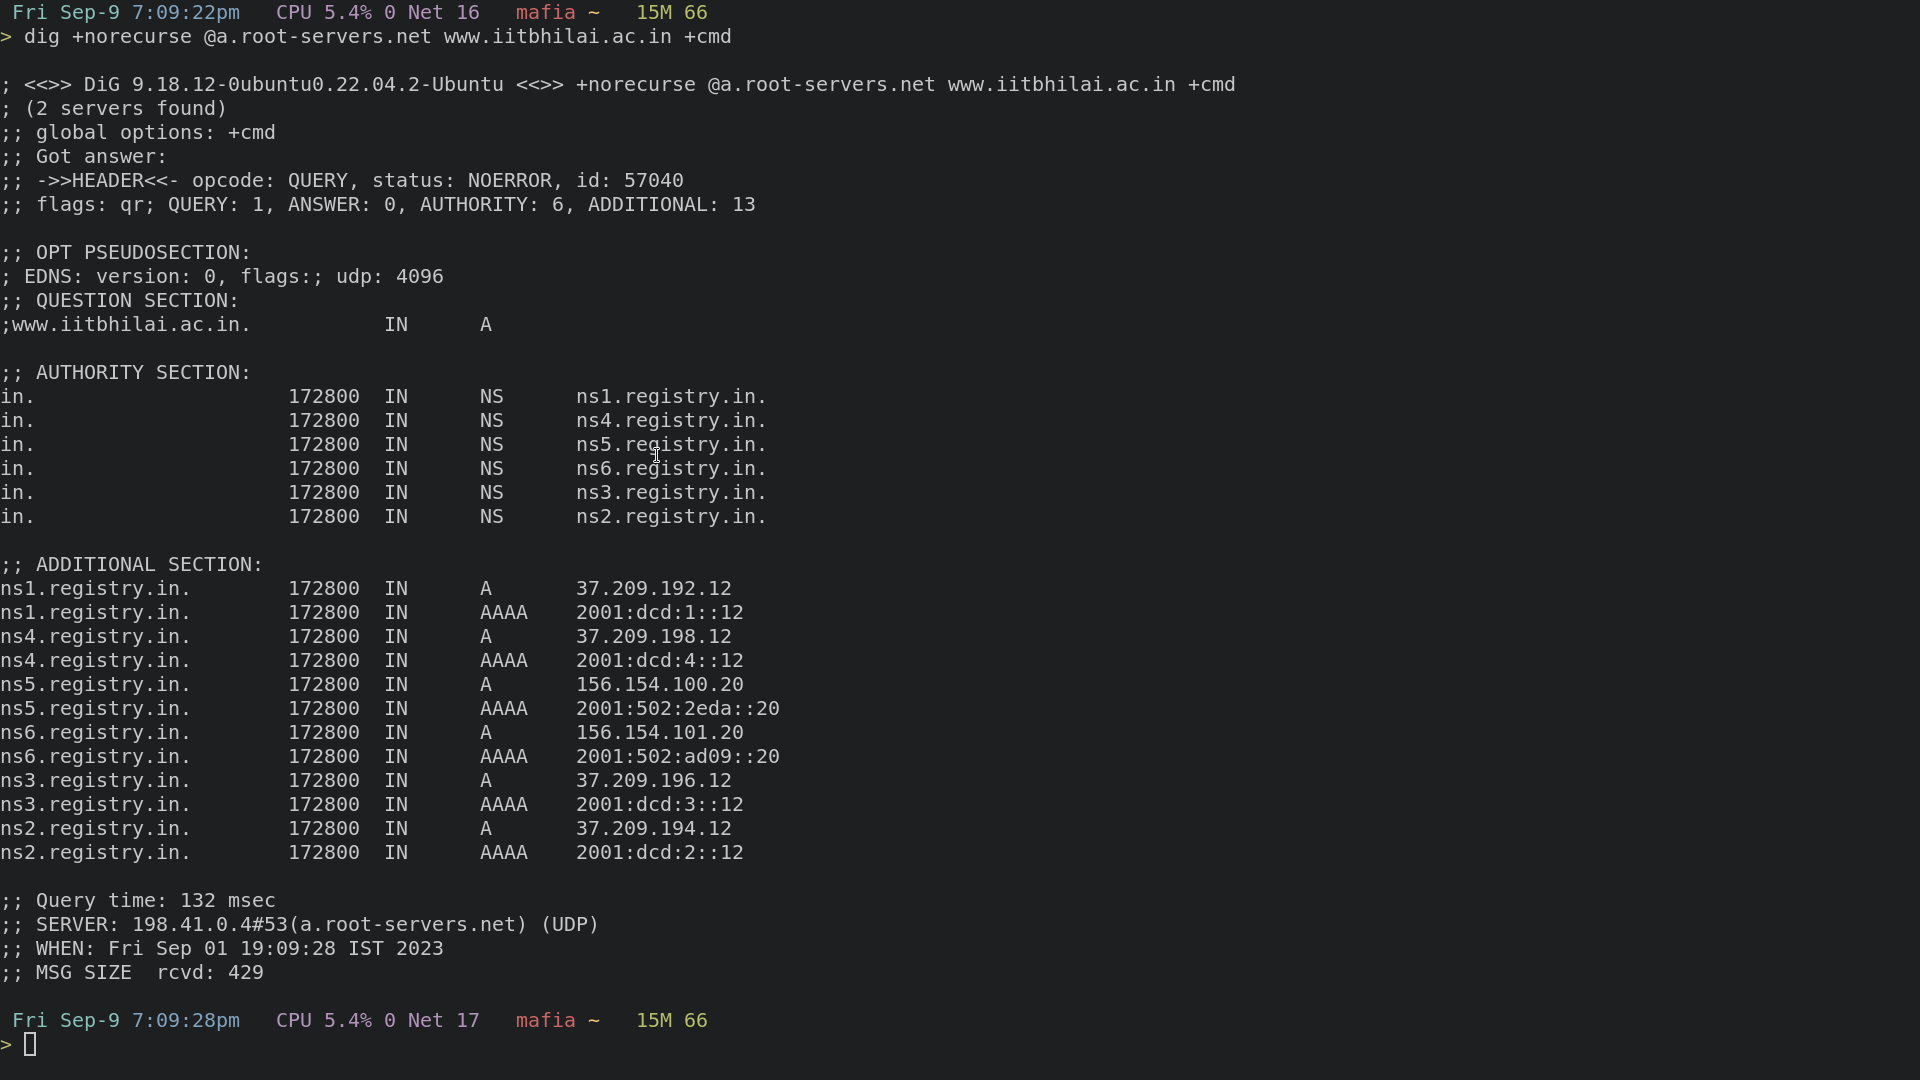 Fri Sep-9 7:09:22pm   CPU 5.4% 0 Net 16   mafia ~   15M 66
> dig +norecurse @a.root-servers.net www.iitbhilai.ac.in +cmd
; <<>> DiG 9.18.12-0ubuntu0.22.04.2-Ubuntu <<>> +norecurse @a.root-servers.net www.iitbhilai.ac.in +cmd
; (2 servers found)
;; global options: +cmd
;; Got answer:
;; ->>HEADER<<- opcode: QUERY, status: NOERROR, id: 57040
;; flags: qr; QUERY: 1, ANSWER: 0, AUTHORITY: 6, ADDITIONAL: 13
;; OPT PSEUDOSECTION:
; EDNS: version: 0, flags:; udp: 4096
;; QUESTION SECTION:
;www.iitbhilai.ac.in.           IN      A
;; AUTHORITY SECTION:
in.                     172800  IN      NS      ns1.registry.in.
in.                     172800  IN      NS      ns4.registry.in.
in.                     172800  IN      NS      ns5.registry.in.
in.                     172800  IN      NS      ns6.registry.in.
in.                     172800  IN      NS      ns3.registry.in.
in.                     172800  IN      NS      ns2.registry.in.
;; ADDITIONAL SECTION:
ns1.registry.in.        172800  IN      A       37.209.192.12
ns1.registry.in.        172800  IN      AAAA    2001:dcd:1::12
ns4.registry.in.        172800  IN      A       37.209.198.12
ns4.registry.in.        172800  IN      AAAA    2001:dcd:4::12
ns5.registry.in.        172800  IN      A       156.154.100.20
ns5.registry.in.        172800  IN      AAAA    2001:502:2eda::20
ns6.registry.in.        172800  IN      A       156.154.101.20
ns6.registry.in.        172800  IN      AAAA    2001:502:ad09::20
ns3.registry.in.        172800  IN      A       37.209.196.12
ns3.registry.in.        172800  IN      AAAA    2001:dcd:3::12
ns2.registry.in.        172800  IN      A       37.209.194.12
ns2.registry.in.        172800  IN      AAAA    2001:dcd:2::12
;; Query time: 132 msec
;; SERVER: 198.41.0.4#53(a.root-servers.net) (UDP)
;; WHEN: Fri Sep 01 19:09:28 IST 2023
;; MSG SIZE  rcvd: 429
Fri Sep-9 7:09:28pm   CPU 5.4% 0 Net 17   mafia ~   15M 66
>